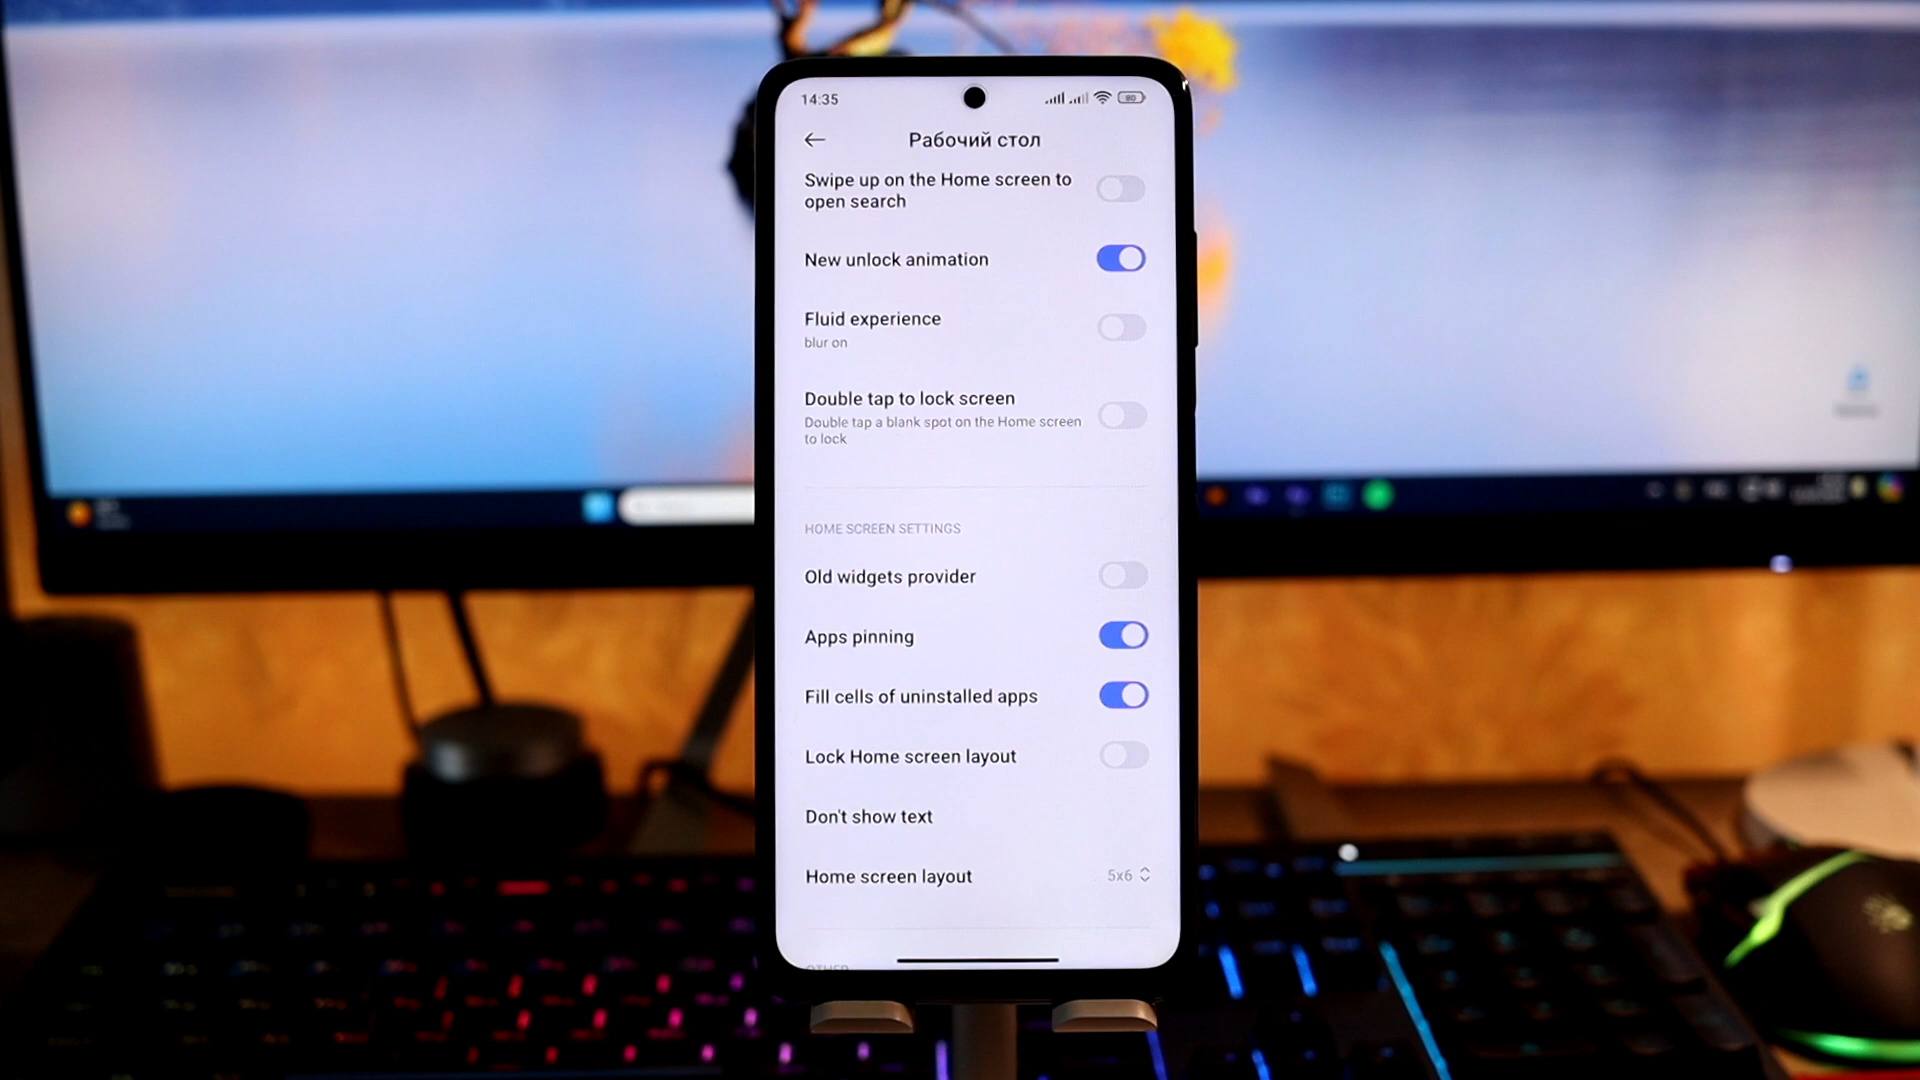 14:35
80
Рабочий стол
Swipe up on the Home screen to
open search
New unlock animation
Fluid experience
blur on
Double tap to lock screen
Double tap a blank spot on the Home screen
to lock
HOME SCREEN SETTINGS
Old widgets provider
Apps pinning
Fill cells of uninstalled apps
Lock Home screen layout
Don't show text
Home screen layout
5x6
OTHER